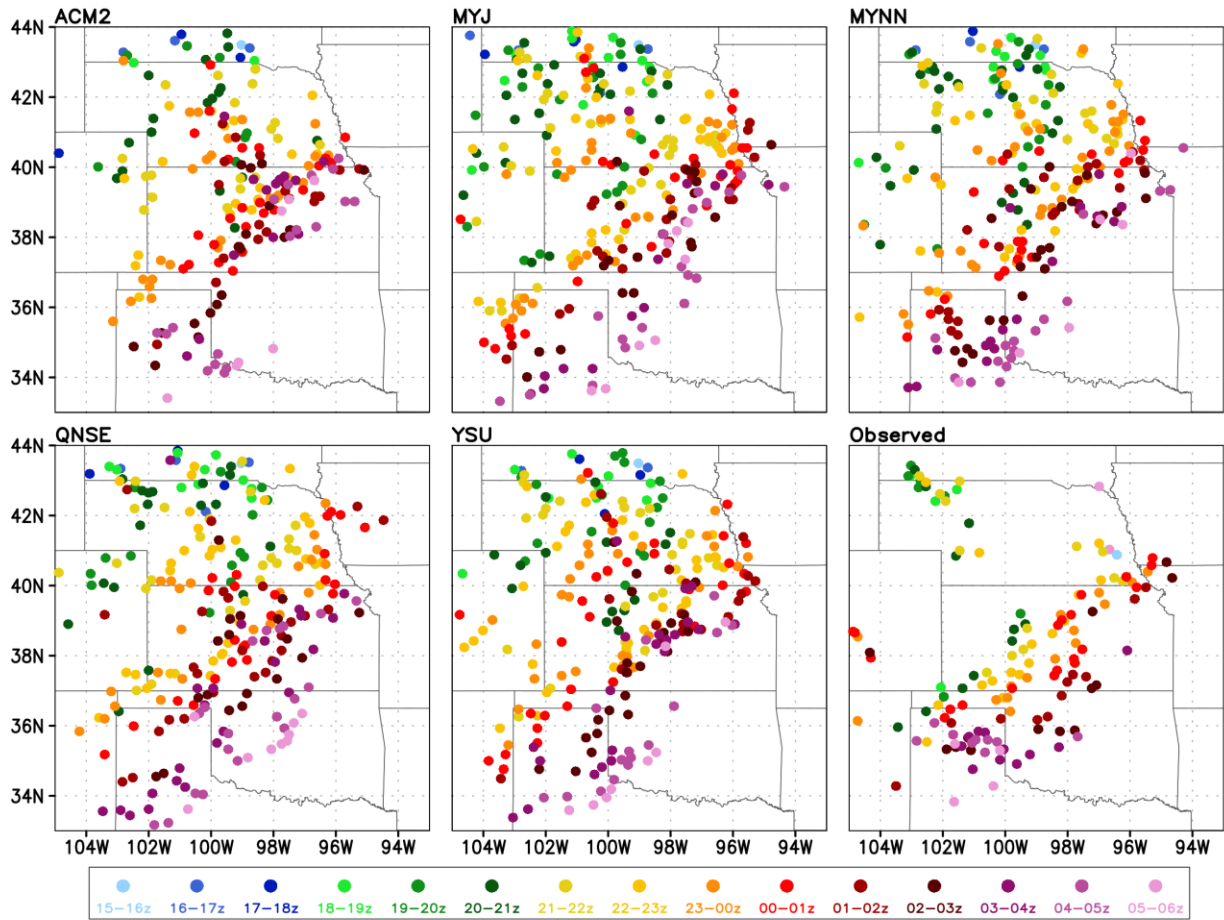 ACM2 MYJ MYNN
44N
42N
40N
38N
36N
34N
QNSE YSU Observed
44N
42N
40N
38N
36N
34N
104W 102W 100W 98W 96W 94W 104W 102W 100W 98W 96W 94W 104W 102W 100W 98W 96W 94W
15-16z 16-17z 17-18z 18-19z 19-20z 20-21z 21-22z 22-23z 23-00z 00-01z 01-02z 02-03z 03-04z 04-05z 05-06z